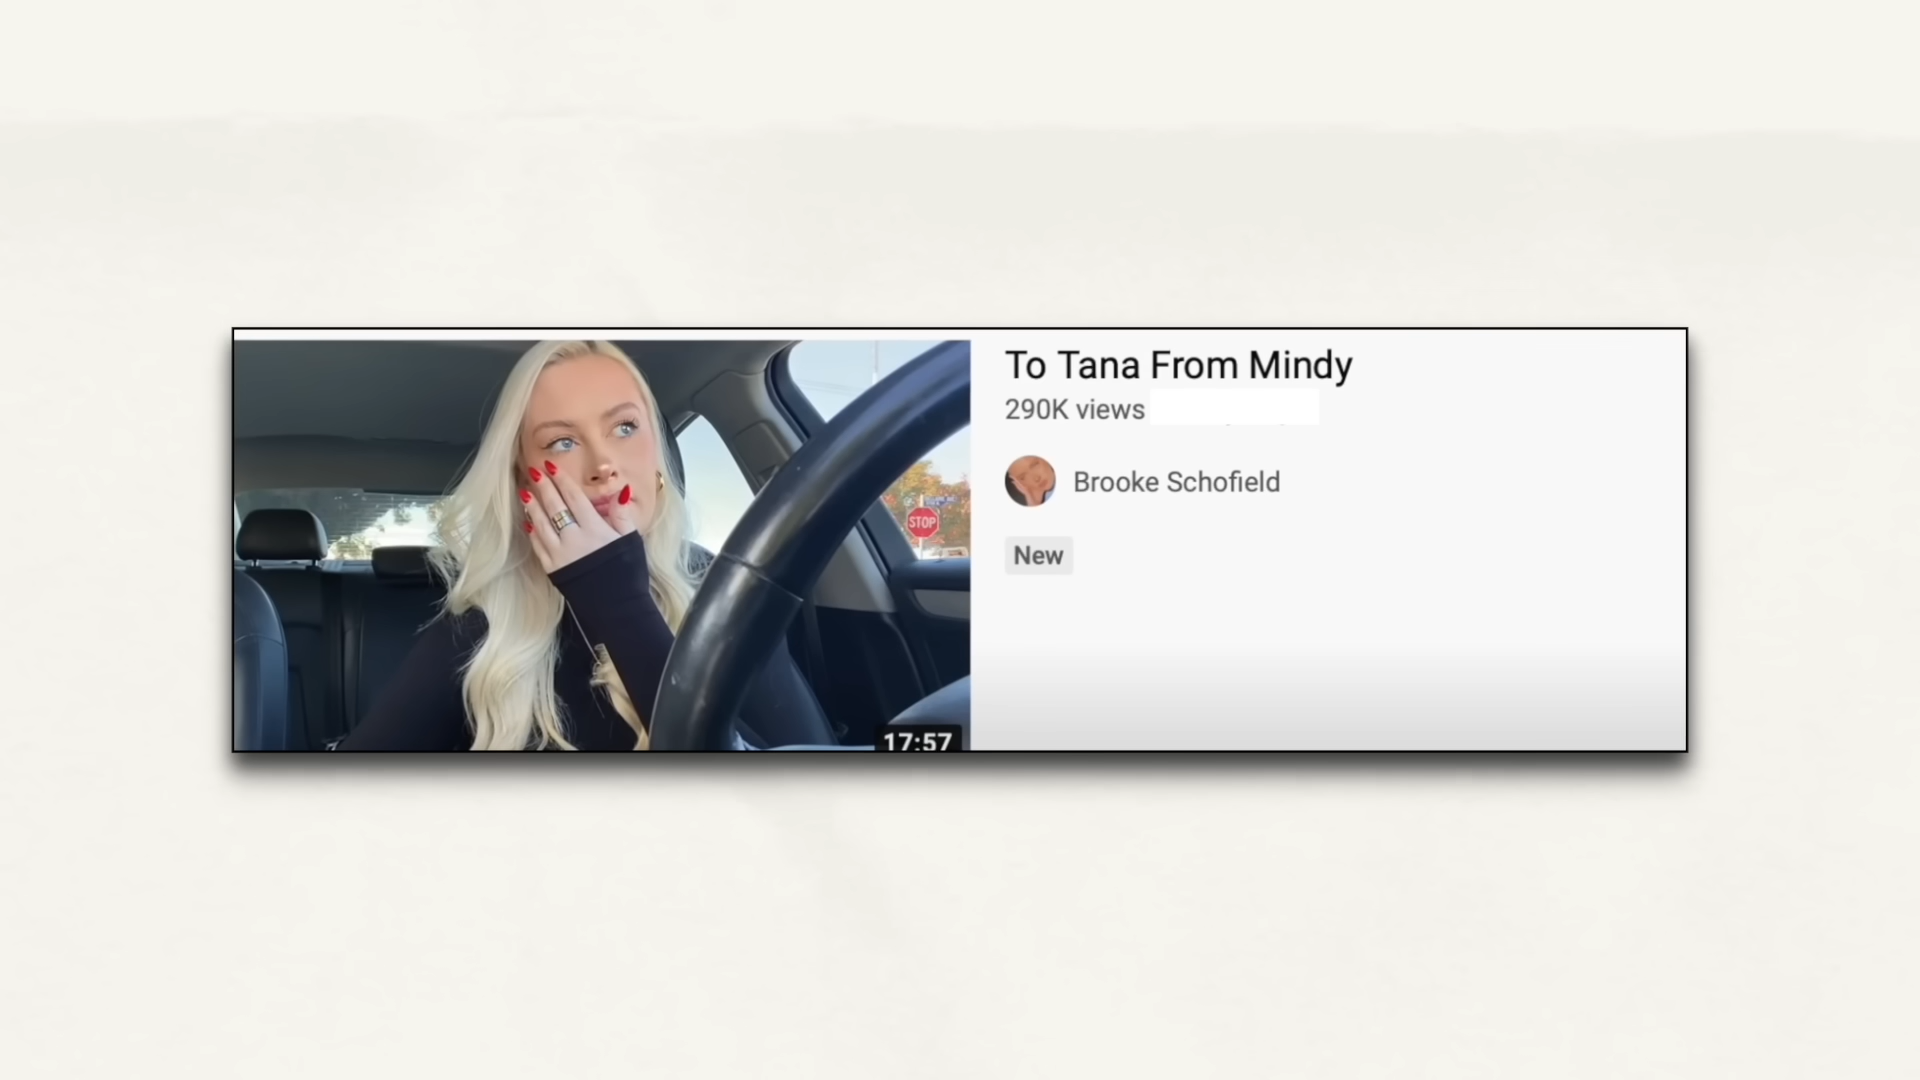 To Tana From Mindy
290K views
Brooke Schofield
New
STOP
17:57